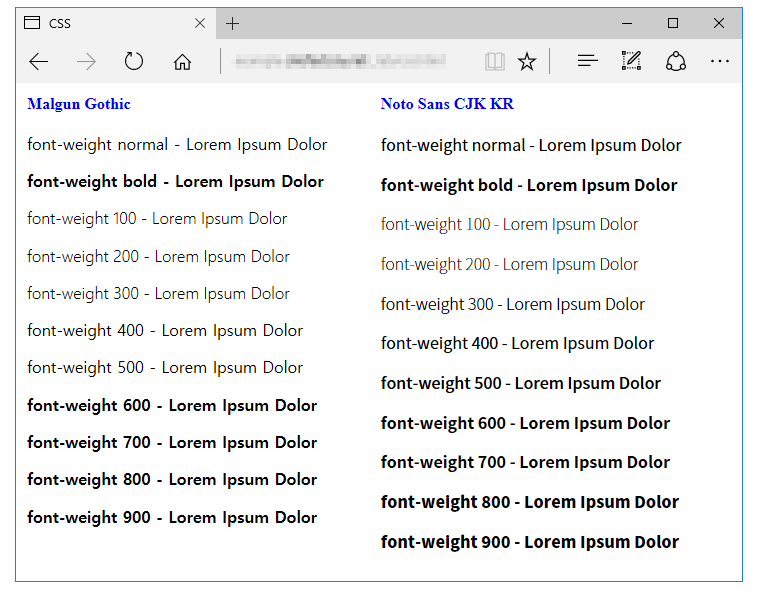 CSS
Malgun Gothic
font-weight normal - Lorem Ipsum Dolor
font-weight bold - Lorem Ipsum Dolor
font-weight 100 - Lorem Ipsum Dolor
font-weight 200 - Lorem Ipsum Dolor
font-weight 300 - Lorem Ipsum Dolor
font-weight 400 - Lorem Ipsum Dolor
font-weight 500 - Lorem Ipsum Dolor
font-weight 600 - Lorem Ipsum Dolor
font-weight 700 - Lorem Ipsum Dolor
font-weight 800 - Lorem Ipsum Dolor
font-weight 900 - Lorem Ipsum Dolor
Noto Sans CJK KR
font-weight normal - Lorem Ipsum Dolor
font-weight bold - Lorem Ipsum Dolor
font-weight 100 - Lorem Ipsum Dolor
font-weight 200 - Lorem Ipsum Dolor
font-weight 300 - Lorem Ipsum Dolor
font-weight 400 - Lorem Ipsum Dolor
font-weight 500 - Lorem Ipsum Dolor
font-weight 600 - Lorem Ipsum Dolor
font-weight 700 - Lorem Ipsum Dolor
font-weight 800 - Lorem Ipsum Dolor
font-weight 900 - Lorem Ipsum Dolor